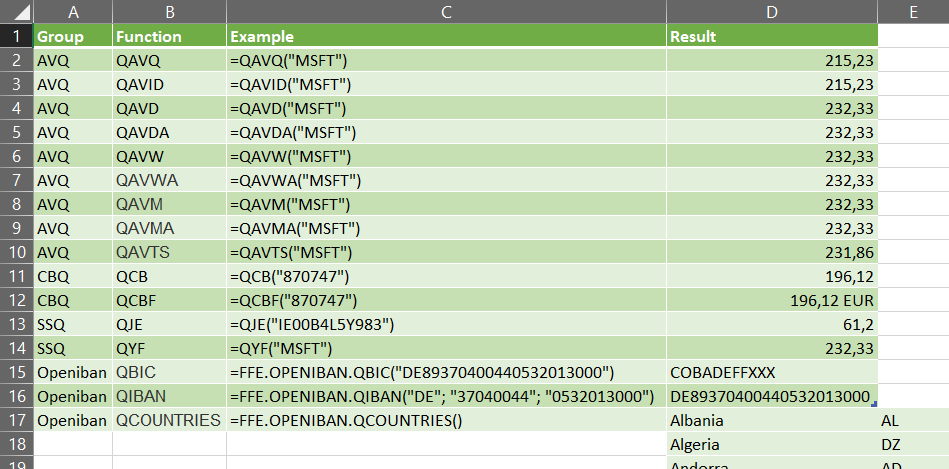 A B C D E
1 Group Function Example Result
2 AVQ QAVQ =QAVQ("MSFT") 215,23
3 AVQ QAVID =QAVID("MSFT") 215,23
4 AVQ QAVD =QAVD("MSFT") 232,33
5 AVQ QAVDA =QAVDA("MSFT") 232,33
6 AVQ QAVW =QAVW("MSFT") 232,33
7 AVQ QAVWA =QAVWA("MSFT") 232,33
8 AVQ QAVM =QAVM("MSFT") 232,33
9 AVQ QAVMA =QAVMA("MSFT") 232,33
10 AVQ QAVTS =QAVTS("MSFT") 231,86
11 CBQ QCB =QCB("870747") 196,12
12 CBQ QCBF =QCBF("870747") 196,12 EUR
13 SSQ QJE =QJE("IE00B4L5Y983") 61,2
14 SSQ QYF =QYF("MSFT") 232,33
15 Openiban QBIC =FFE.OPENIBAN.QBIC("DE89370400440532013000") COBADEFFXXX
16 Openiban QIBAN =FFE.OPENIBAN.QIBAN("DE"; "37040044"; "0532013000") DE89370400440532013000
17 Openiban QCOUNTRIES =FFE.OPENIBAN.QCOUNTRIES() Albania AL
18 Algeria DZ
19 Andorra AD